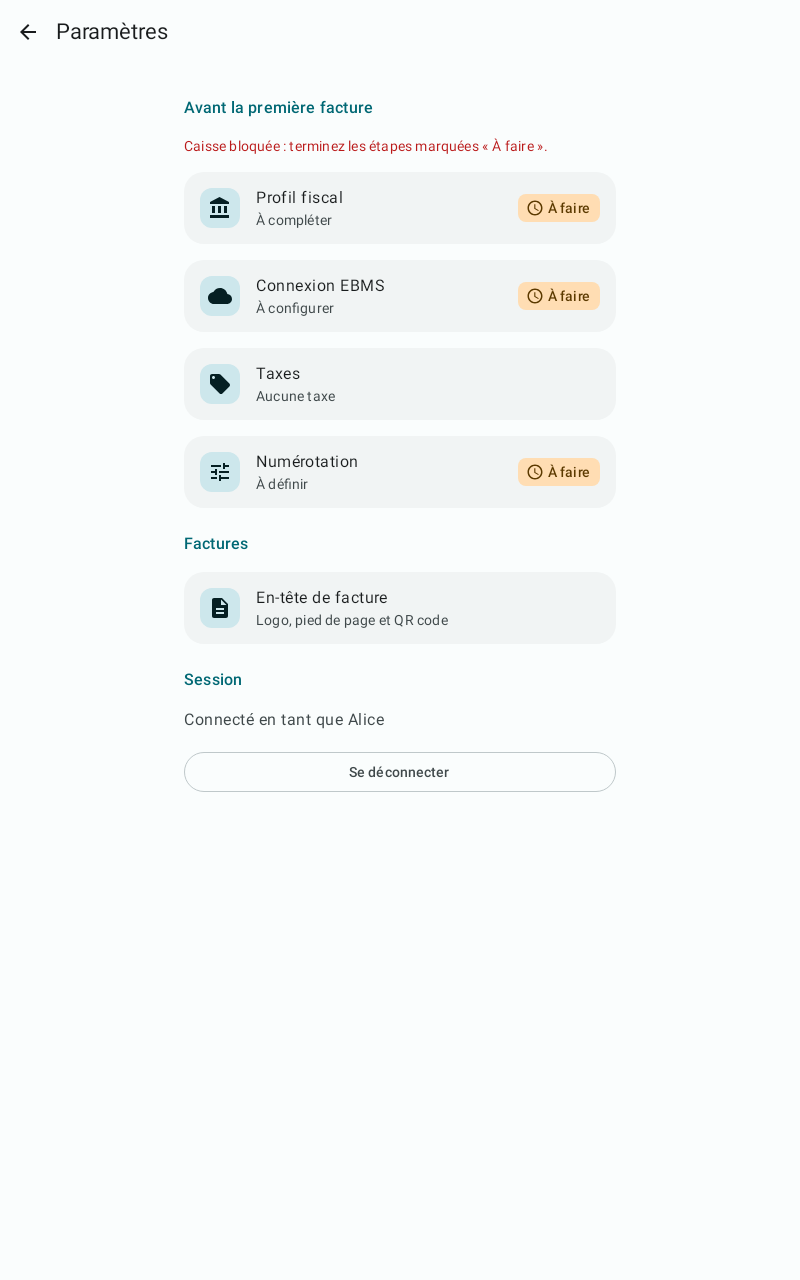 Paramètres
Avant la première facture
Caisse bloquée : terminez les étapes marquées « À faire ».
Profil fiscal
À compléter
À faire
Connexion EBMS
À configurer
À faire
Taxes
Aucune taxe
Numérotation
À définir
À faire
Factures
En-tête de facture
Logo, pied de page et QR code
Session
Connecté en tant que Alice
Se déconnecter